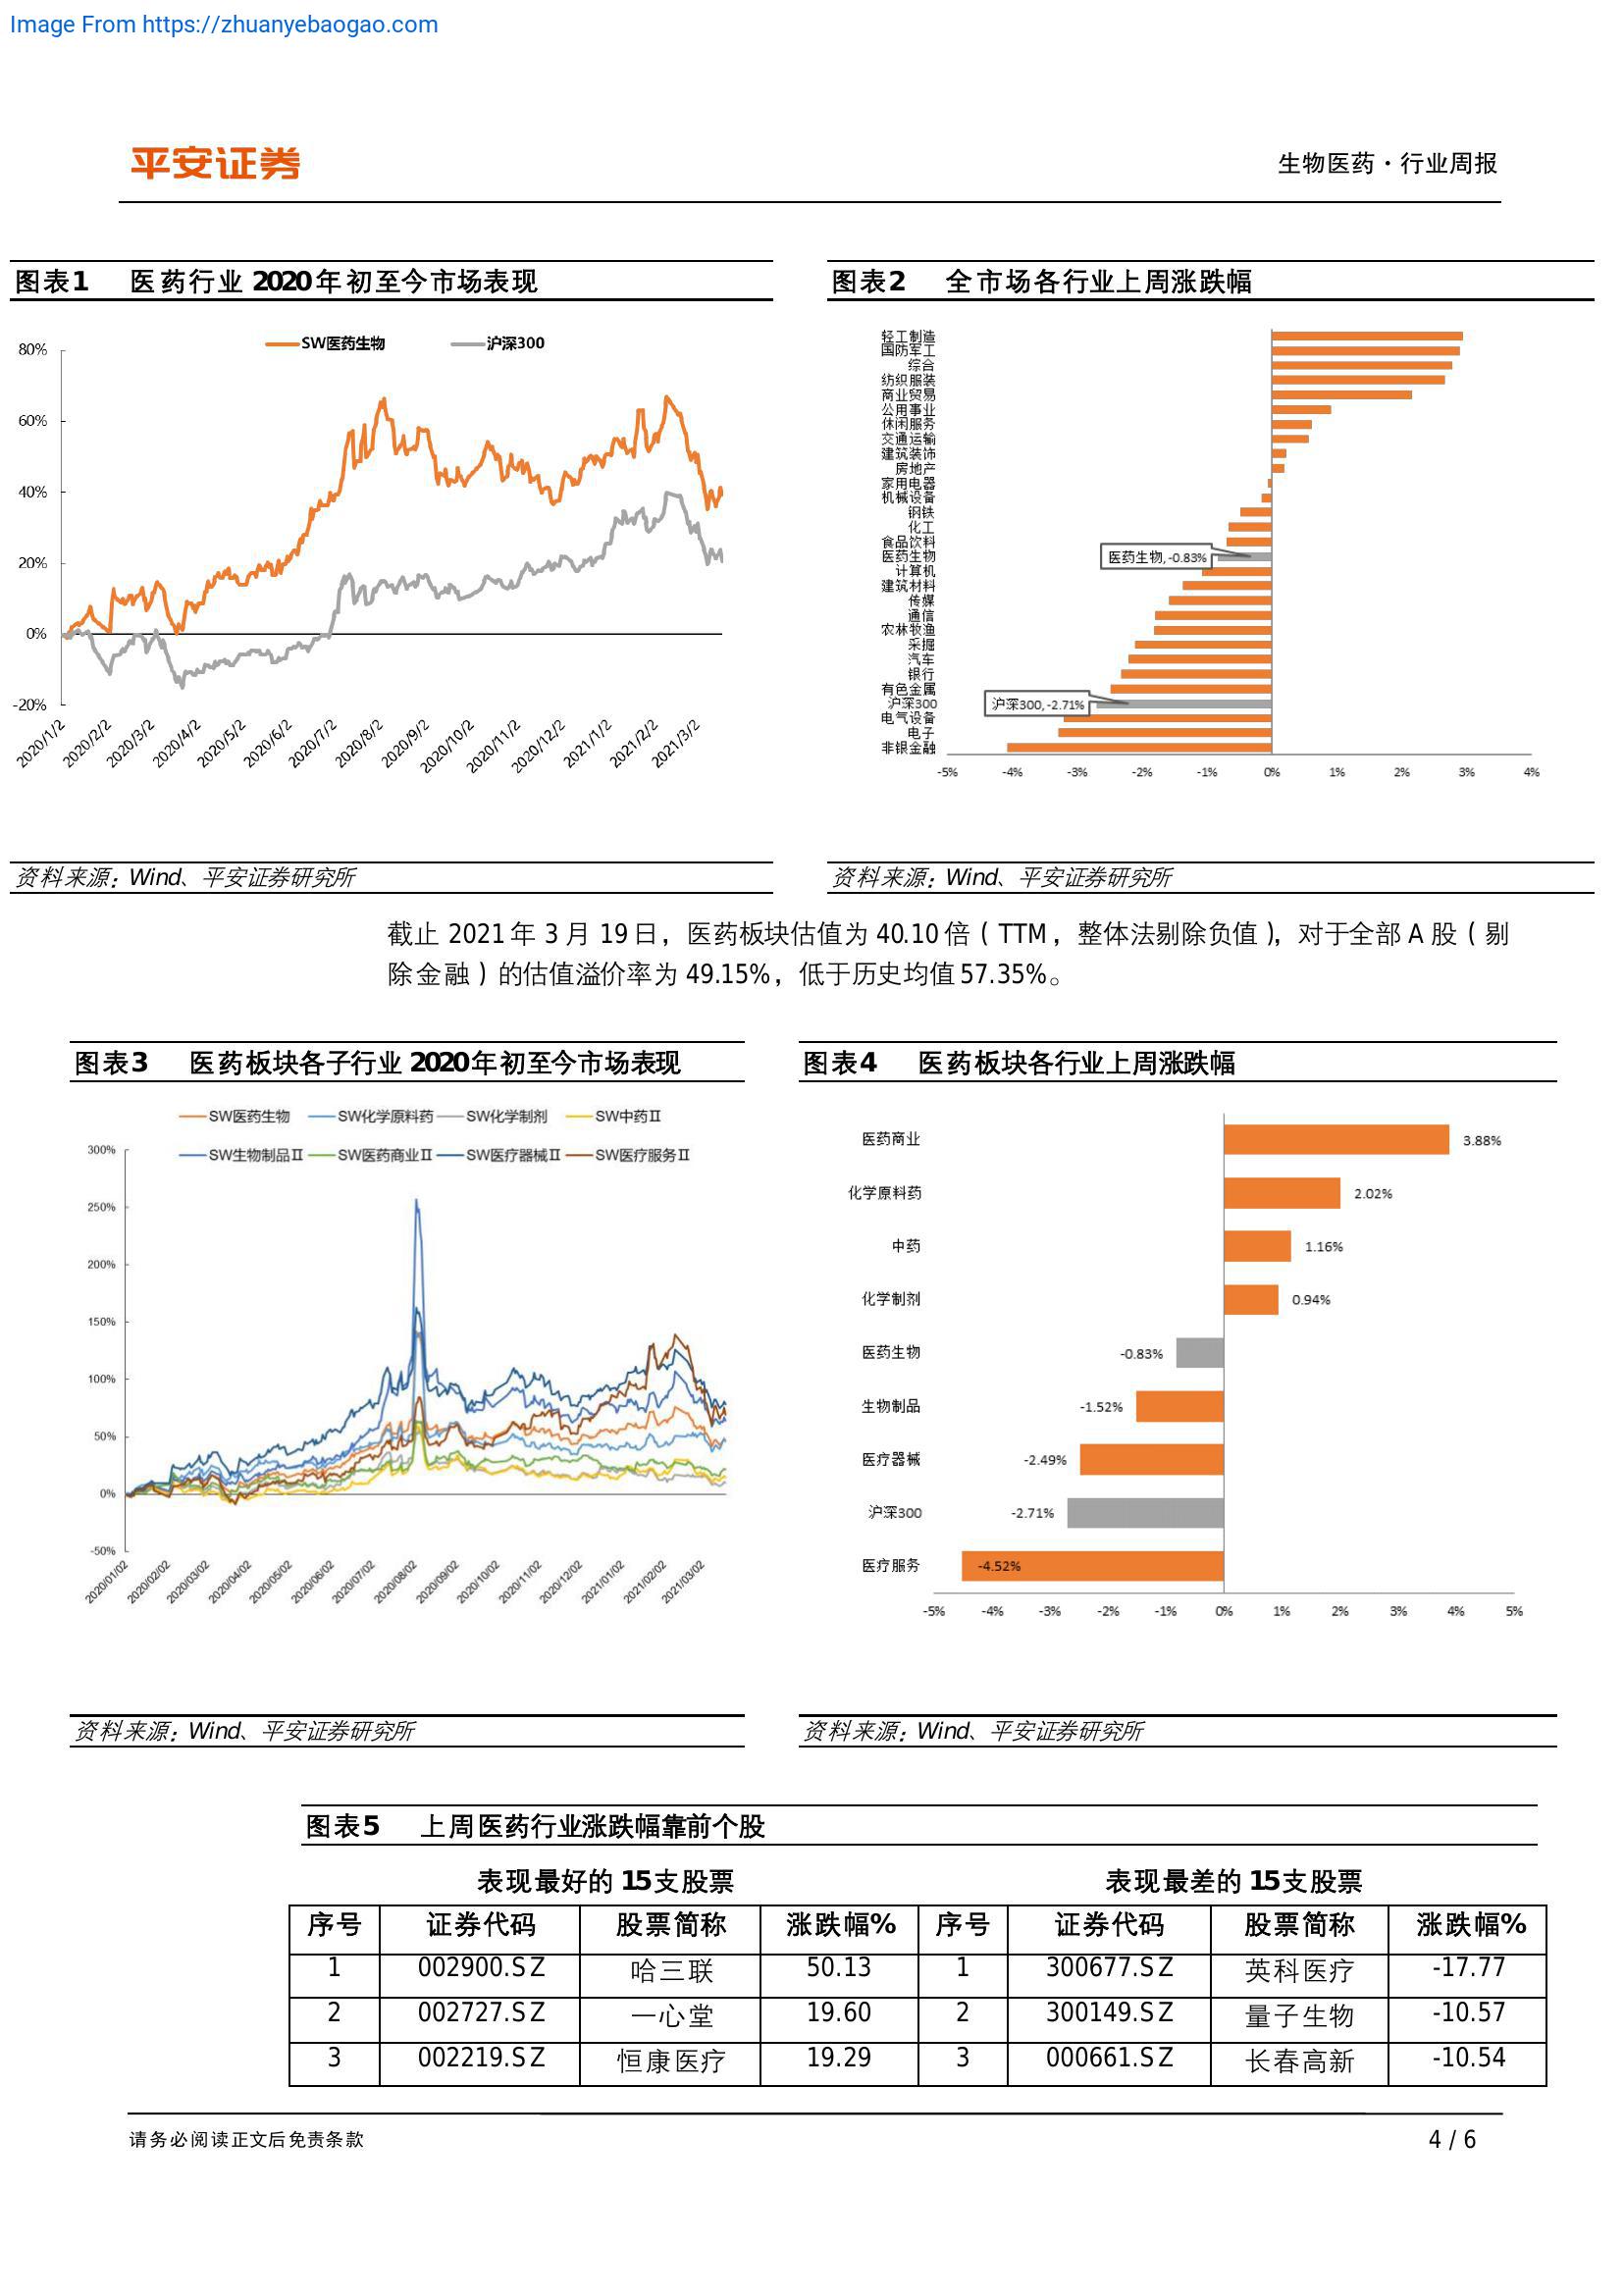 Image From https://zhuanyebaogao.com
平安证券
生物医药·行业周报
图表1 医药行业 2020 年初至今市场表现
SW医药生物 沪深300
80%
60%
40%
20%
0%
-20%
2020/1/2 2020/2/2 2020/3/2 2020/4/2 2020/5/2 2020/6/2 2020/7/2 2020/8/2 2020/9/2 2020/10/2 2020/11/2 2020/12/2 2021/1/2 2021/2/2 2021/3/2
资料来源：Wind、平安证券研究所
图表2 全市场各行业上周涨跌幅
轻工制造
国防军工
综合
纺织服装
商业贸易
公用事业
休闲服务
交通运输
建筑装饰
房地产
家用电器
机械设备
钢铁
化工
食品饮料
医药生物
医药生物, -0.83%
计算机
建筑材料
传媒
通信
农林牧渔
采掘
汽车
银行
有色金属
沪深300
沪深300, -2.71%
电气设备
电子
非银金融
-5% -4% -3% -2% -1% 0% 1% 2% 3% 4%
资料来源：Wind、平安证券研究所
截止 2021 年 3 月 19 日，医药板块估值为 40.10 倍（TTM，整体法剔除负值），对于全部 A 股（剔
除金融）的估值溢价率为 49.15%，低于历史均值 57.35%。
图表3 医药板块各子行业 2020 年初至今市场表现
SW医药生物 SW化学原料药 SW化学制剂 SW中药Ⅱ
SW生物制品Ⅱ SW医药商业Ⅱ SW医疗器械Ⅱ SW医疗服务Ⅱ
300%
250%
200%
150%
100%
50%
0%
-50%
2020/01/02 2020/02/02 2020/03/02 2020/04/02 2020/05/02 2020/06/02 2020/07/02 2020/08/02 2020/09/02 2020/10/02 2020/11/02 2020/12/02 2021/01/02 2021/02/02 2021/03/02
资料来源：Wind、平安证券研究所
图表4 医药板块各行业上周涨跌幅
医药商业 3.88%
化学原料药 2.02%
中药 1.16%
化学制剂 0.94%
医药生物 -0.83%
生物制品 -1.52%
医疗器械 -2.49%
沪深300 -2.71%
医疗服务 -4.52%
-5% -4% -3% -2% -1% 0% 1% 2% 3% 4% 5%
资料来源：Wind、平安证券研究所
图表5 上周医药行业涨跌幅靠前个股
表现最好的 15 支股票 表现最差的 15 支股票
序号 证券代码 股票简称 涨跌幅% 序号 证券代码 股票简称 涨跌幅%
1 002900.SZ 哈三联 50.13 1 300677.SZ 英科医疗 -17.77
2 002727.SZ 一心堂 19.60 2 300149.SZ 量子生物 -10.57
3 002219.SZ 恒康医疗 19.29 3 000661.SZ 长春高新 -10.54
请务必阅读正文后免责条款
4 / 6